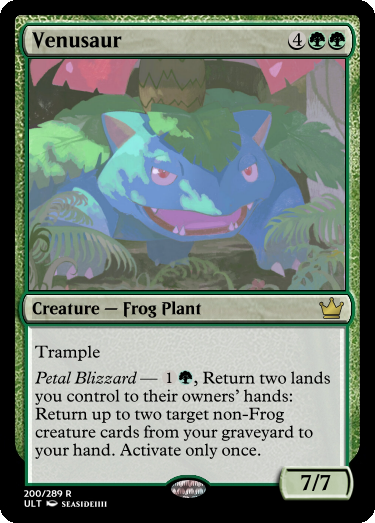 Venusaur 4
Creature — Frog Plant
Trample
Petal Blizzard — 1 , Return two lands
you control to their owners' hands:
Return up to two target non-Frog
creature cards from your graveyard to
your hand. Activate only once.
7/7
200/289 R
ULT SEASIDEIIII